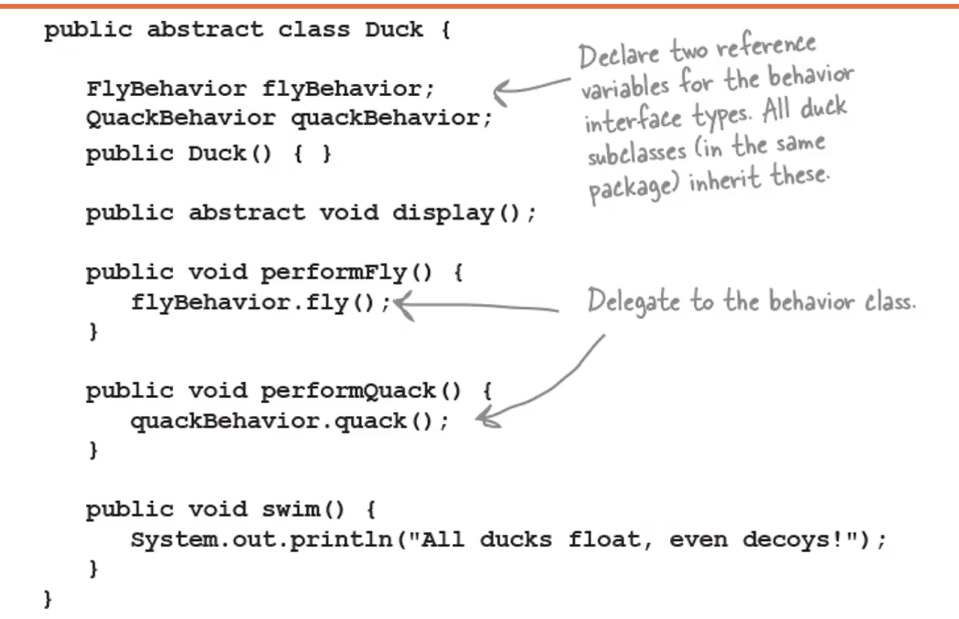 public abstract class Duck {
FlyBehavior flyBehavior;
QuackBehavior quackBehavior;
public Duck() { }
Declare two reference
variables for the behavior
interface types. All duck
subclasses (in the same
package) inherit these.
public abstract void display();
public void performFly() {
flyBehavior.fly();
}
Delegate to the behavior class.
public void performQuack() {
quackBehavior.quack();
}
public void swim() {
System.out.println("All ducks float, even decoys!");
}
}